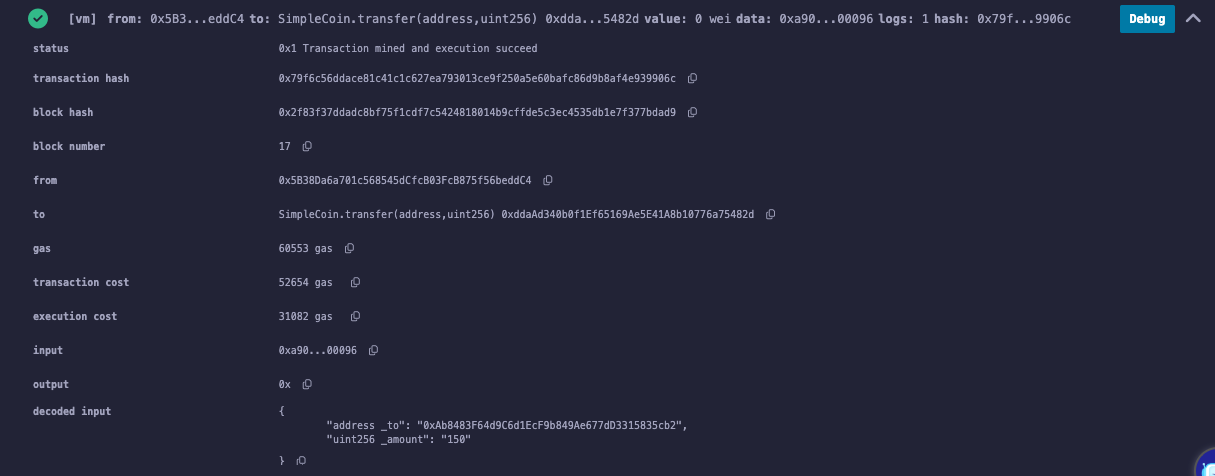 [vm] from: 0x5B3...eddC4 to: SimpleCoin.transfer(address,uint256) 0xdda...5482d value: 0 wei data: 0xa90...00096 logs: 1 hash: 0x79f...9906c Debug
status 0x1 Transaction mined and execution succeed
transaction hash 0x79f6c56ddace81c41c1c627ea793013ce9f250a5e60bafc86d9b8af4e939906c
block hash 0x2f83f37ddadc8bf75f1cdf7c5424818014b9cffde5c3ec4535db1e7f377bdad9
block number 17
from 0x5B38Da6a701c568545dCfcB03FcB875f56beddC4
to SimpleCoin.transfer(address,uint256) 0xddaAd340b0f1Ef65169Ae5E41A8b10776a75482d
gas 60553 gas
transaction cost 52654 gas
execution cost 31082 gas
input 0xa90...00096
output 0x
decoded input {
"address _to": "0xAb8483F64d9C6d1EcF9b849Ae677dD3315835cb2",
"uint256 _amount": "150"
}